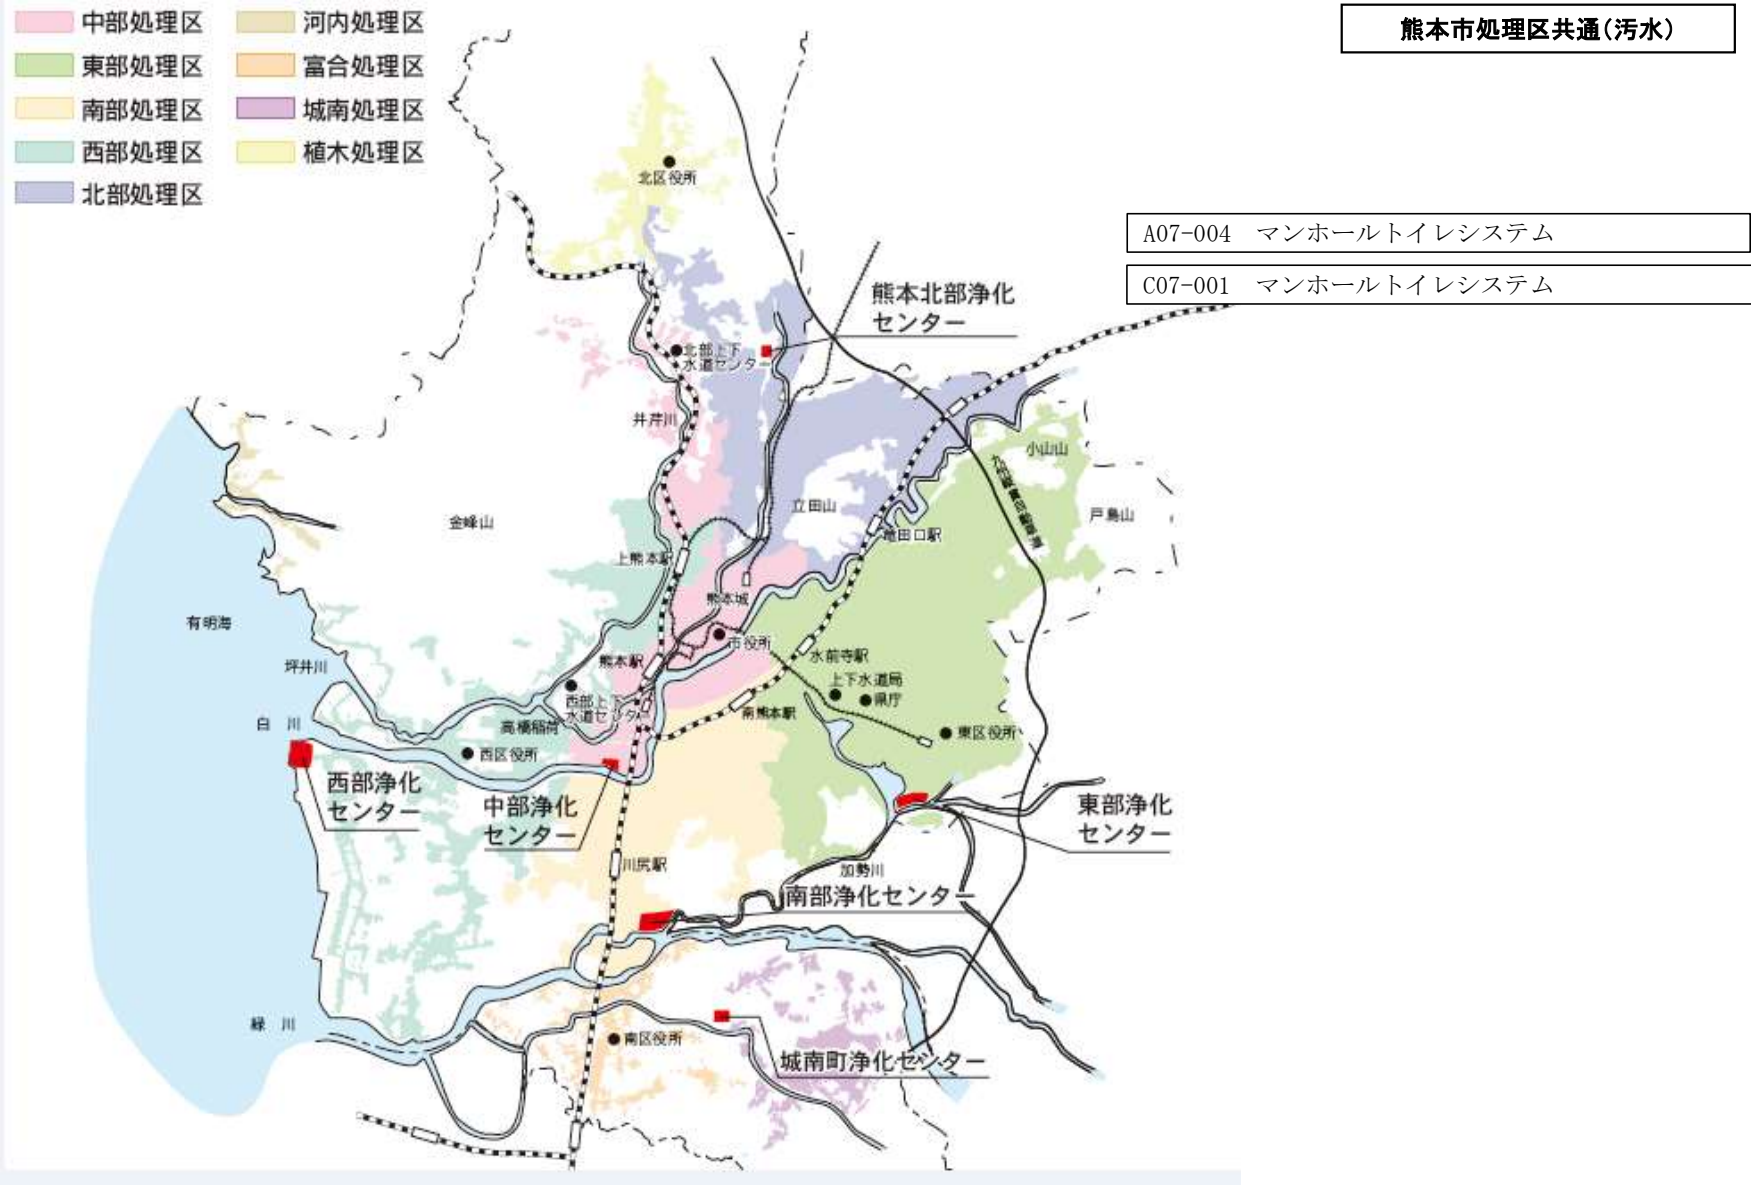 中部処理区
東部処理区
南部処理区
西部処理区
北部処理区
河内処理区
富合処理区
城南処理区
植木処理区
熊本市処理区共通（汚水）
A07-004 マンホールトイレシステム
C07-001 マンホールトイレシステム
北区役所
熊本北部浄化
センター
北部上下
水道センター
井芹川
小山山
戸島山
立田山
金峰山
竜田口駅
上熊本駅
熊本城
有明海
市役所
坪井川
熊本駅
水前寺駅
上下水道局
県庁
西部上下
水道センター
高橋稲荷
南熊本駅
白 川
西区役所
東区役所
西部浄化
センター
中部浄化
センター
東部浄化
センター
川尻駅
加勢川
南部浄化センター
緑 川
南区役所
城南町浄化センター